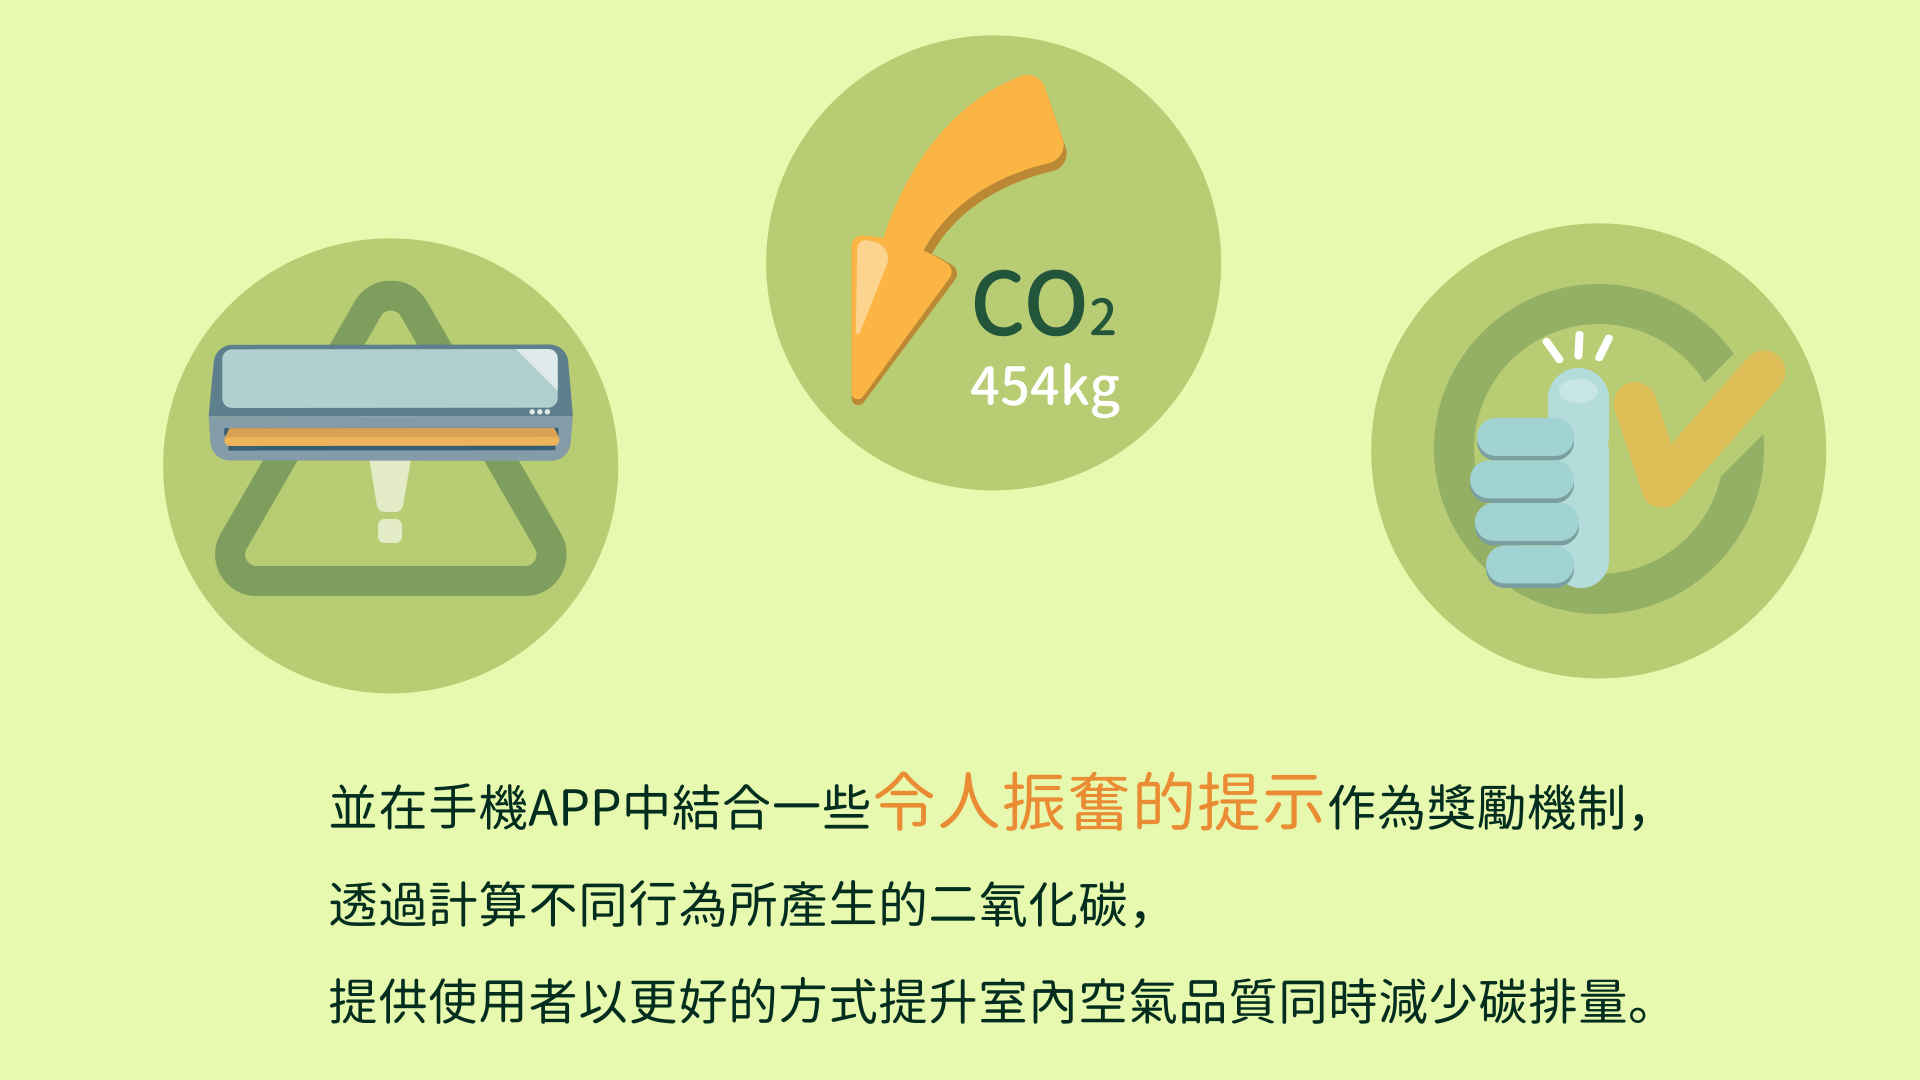 CO₂
454kg
並在手機APP中結合一些令人振奮的提示作為獎勵機制，
透過計算不同行為所產生的二氧化碳，
提供使用者以更好的方式提升室內空氣品質同時減少碳排量。